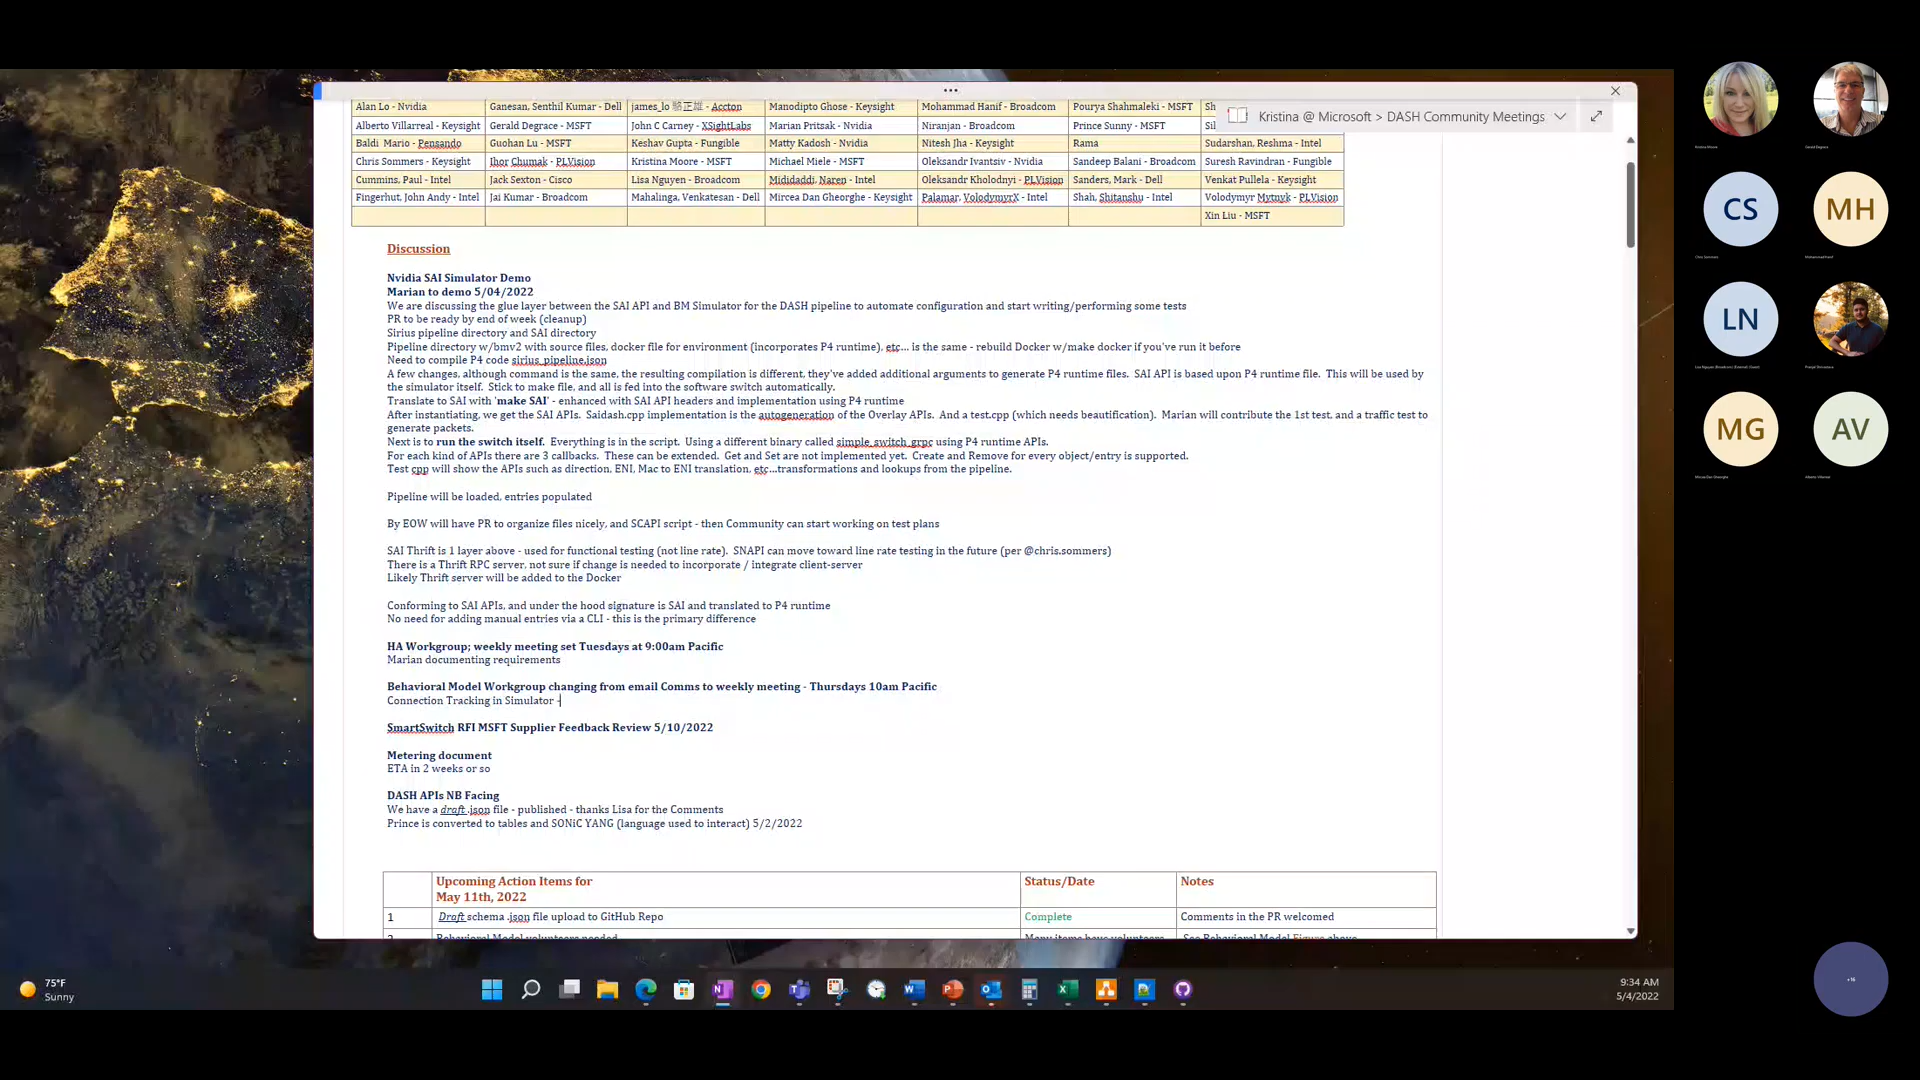 Alan Lo - Nvidia	Ganesan, Senthil Kumar - Dell	james_lo 駱正雄 - Accton	Manodipto Ghose - Keysight	Mohammad Hanif - Broadcom	Pourya Shahmaleki - MSFT	Sh
Kristina @ Microsoft > DASH Community Meetings
Alberto Villarreal - Keysight	Gerald Degrace - MSFT	John C Carney - XSightLabs	Marian Pritsak - Nvidia	Niranjan - Broadcom	Prince Sunny - MSFT	Sil
Baldi Mario - Pensando	Guohan Lu - MSFT	Keshav Gupta - Fungible	Matty Kadosh - Nvidia	Nitesh Jha - Keysight	Rama	Sudarshan, Reshma - Intel
Chris Sommers - Keysight	Ihor Chumak - PLVision	Kristina Moore - MSFT	Michael Miele - MSFT	Oleksandr Ivantsiv - Nvidia	Sandeep Balani - Broadcom	Suresh Ravindran - Fungible
Cummins, Paul - Intel	Jack Sexton - Cisco	Lisa Nguyen - Broadcom	Mididaddi, Naren - Intel	Oleksandr Kholodnyi - PLVision	Sanders, Mark - Dell	Venkat Pullela - Keysight
Fingerhut, John Andy - Intel	Jai Kumar - Broadcom	Mahalinga, Venkatesan - Dell	Mircea Dan Gheorghe - Keysight	Palamar, VolodymyrX - Intel	Shah, Shitanshu - Intel	Volodymyr Mytnyk - PLVision
Xin Liu - MSFT
Discussion
Nvidia SAI Simulator Demo
Marian to demo 5/04/2022
We are discussing the glue layer between the SAI API and BM Simulator for the DASH pipeline to automate configuration and start writing/performing some tests
PR to be ready by end of week (cleanup)
Sirius pipeline directory and SAI directory
Pipeline directory w/bmv2 with source files, docker file for environment (incorporates P4 runtime), etc... is the same - rebuild Docker w/make docker if you've run it before
Need to compile P4 code sirius_pipeline.json
A few changes, although command is the same, the resulting compilation is different, they've added additional arguments to generate P4 runtime files. SAI API is based upon P4 runtime file. This will be used by
the simulator itself. Stick to make file, and all is fed into the software switch automatically.
Translate to SAI with 'make SAI' - enhanced with SAI API headers and implementation using P4 runtime
After instantiating, we get the SAI APIs. Saidash.cpp implementation is the autogeneration of the Overlay APIs. And a test.cpp (which needs beautification). Marian will contribute the 1st test, and a traffic test to
generate packets.
Next is to run the switch itself. Everything is in the script. Using a different binary called simple_switch_grpc using P4 runtime APIs.
For each kind of APIs there are 3 callbacks. These can be extended. Get and Set are not implemented yet. Create and Remove for every object/entry is supported.
Test cpp will show the APIs such as direction, ENI, Mac to ENI translation, etc...transformations and lookups from the pipeline.
Pipeline will be loaded, entries populated
By EOW will have PR to organize files nicely, and SCAPI script - then Community can start working on test plans
SAI Thrift is 1 layer above - used for functional testing (not line rate). SNAPI can move toward line rate testing in the future (per @chris.sommers)
There is a Thrift RPC server, not sure if change is needed to incorporate / integrate client-server
Likely Thrift server will be added to the Docker
Conforming to SAI APIs, and under the hood signature is SAI and translated to P4 runtime
No need for adding manual entries via a CLI - this is the primary difference
HA Workgroup; weekly meeting set Tuesdays at 9:00am Pacific
Marian documenting requirements
Behavioral Model Workgroup changing from email Comms to weekly meeting - Thursdays 10am Pacific
Connection Tracking in Simulator -
SmartSwitch RFI MSFT Supplier Feedback Review 5/10/2022
Metering document
ETA in 2 weeks or so
DASH APIs NB Facing
We have a draft .json file - published - thanks Lisa for the Comments
Prince is converted to tables and SONiC YANG (language used to interact) 5/2/2022
Upcoming Action Items for	Status/Date	Notes
May 11th, 2022
1	Draft schema .json file upload to GitHub Repo	Complete	Comments in the PR welcomed
2	Behavioral Model volunteers needed	Many items have volunteers	See Behavioral Model Figure above
75°F
Sunny
9:34 AM
5/4/2022
CS
MH
LN
MG
AV
+16